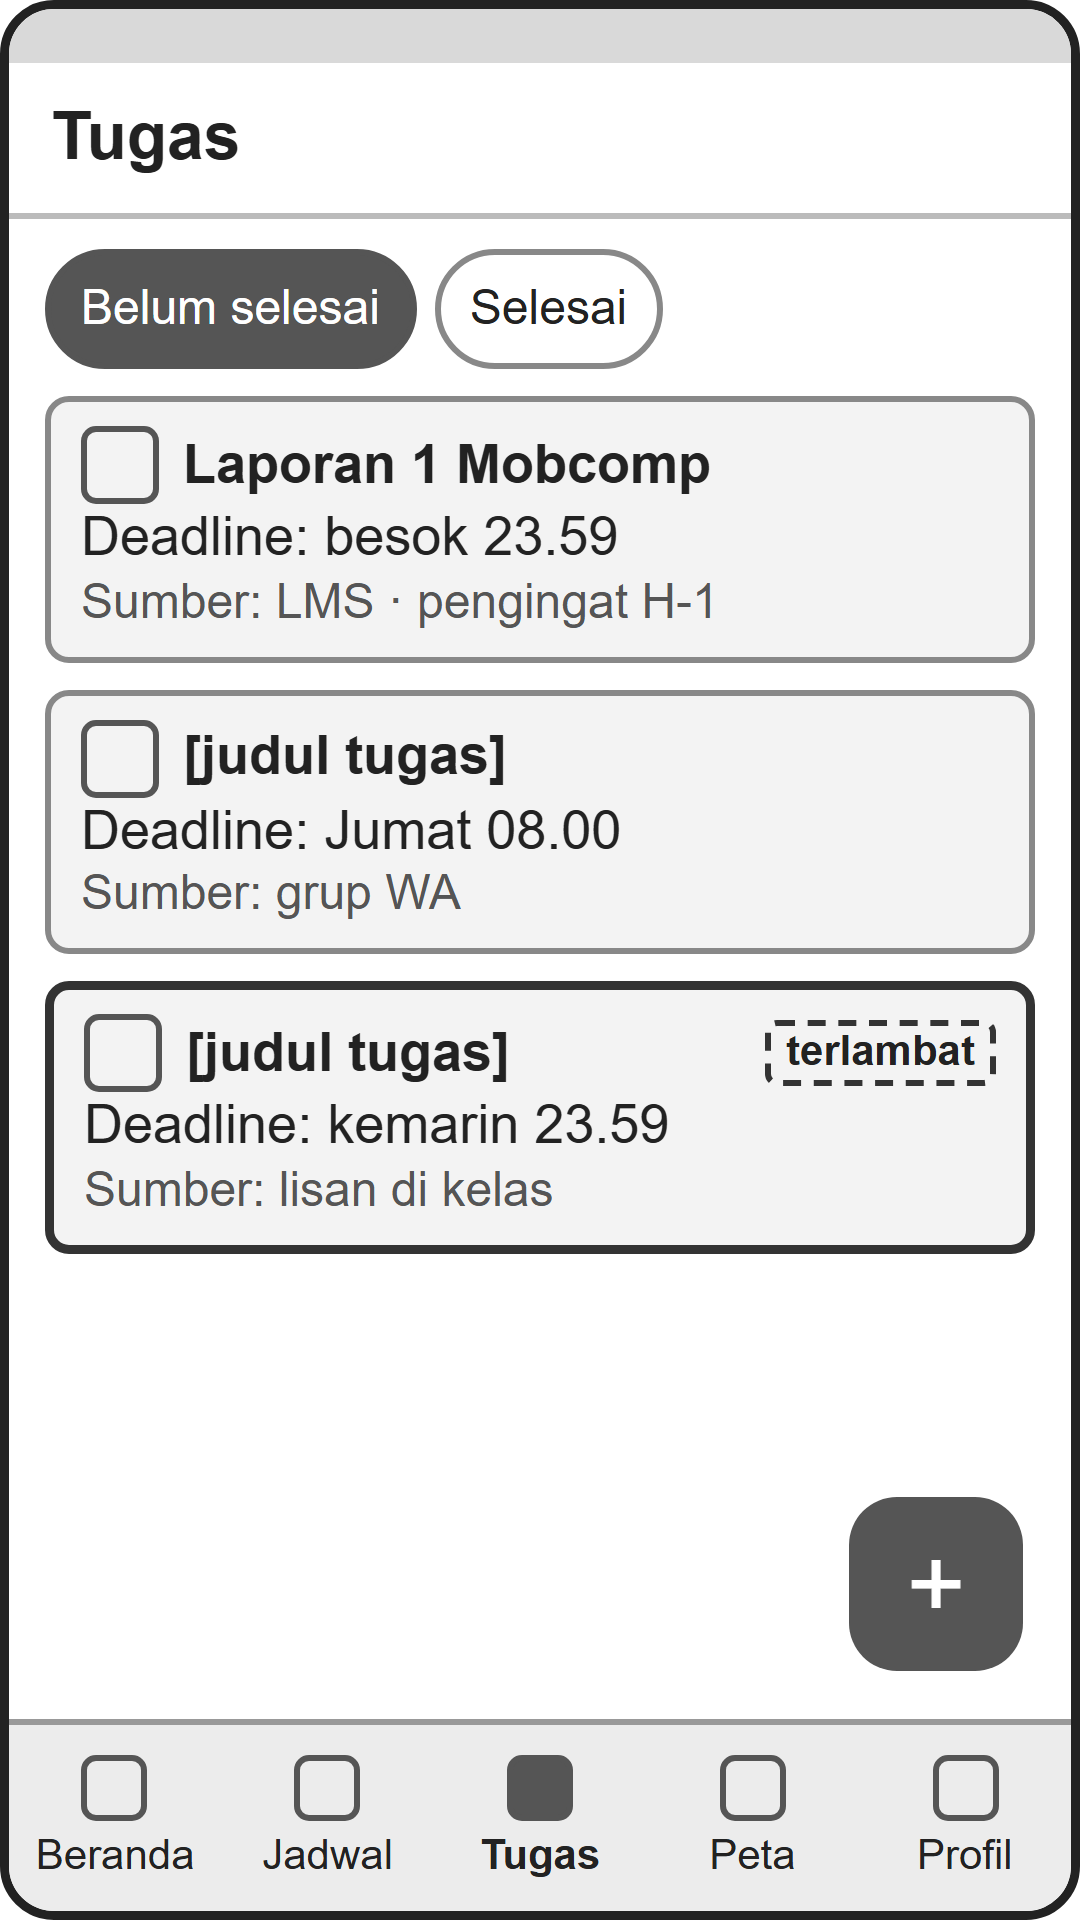 Tugas
Belum selesai
Selesai
Laporan 1 Mobcomp
Deadline: besok 23.59
Sumber: LMS · pengingat H-1
[judul tugas]
Deadline: Jumat 08.00
Sumber: grup WA
[judul tugas]
terlambat
Deadline: kemarin 23.59
Sumber: lisan di kelas
+
Beranda
Jadwal
Tugas
Peta
Profil